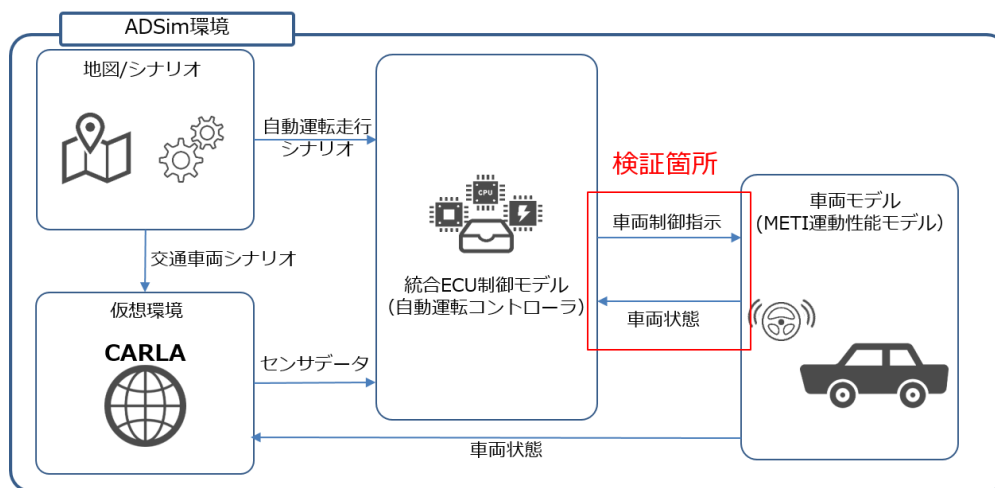 ADSim環境
地図/シナリオ
自動運転走行
シナリオ
検証箇所
CPU
車両モデル
(METI運動性能モデル)
車両制御指示
交通車両シナリオ
統合ECU制御モデル
(自動運転コントローラ)
車両状態
仮想環境
CARLA
センサデータ
車両状態